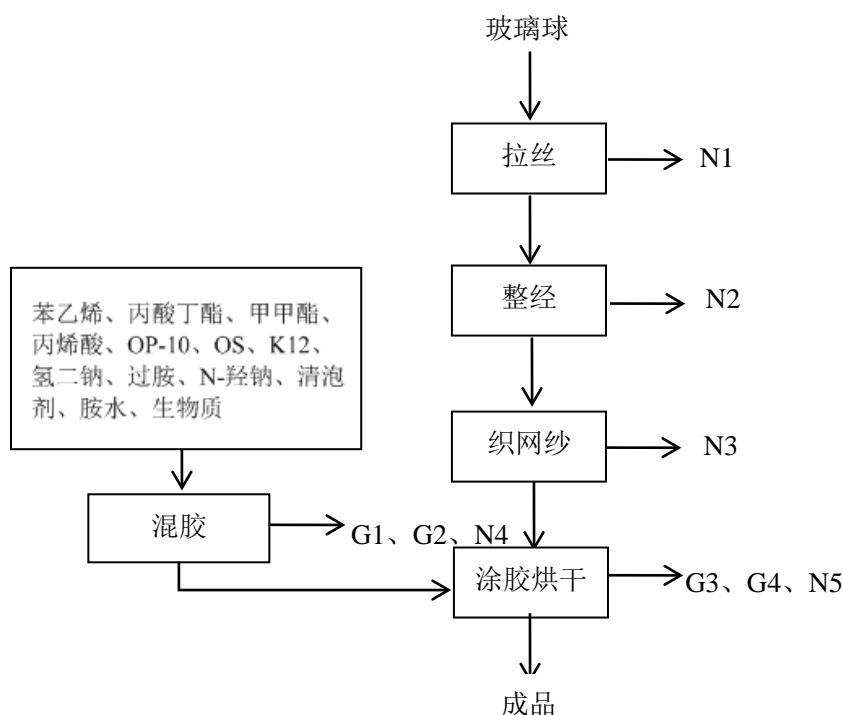 玻璃球
拉丝
N1
整经
N2
苯乙烯、丙酸丁酯、甲甲酯、
丙烯酸、OP-10、OS、K12、
氢二钠、过胺、N-羟钠、清泡
剂、胺水、生物质
织网纱
N3
混胶
G1、G2、N4
涂胶烘干
G3、G4、N5
成品